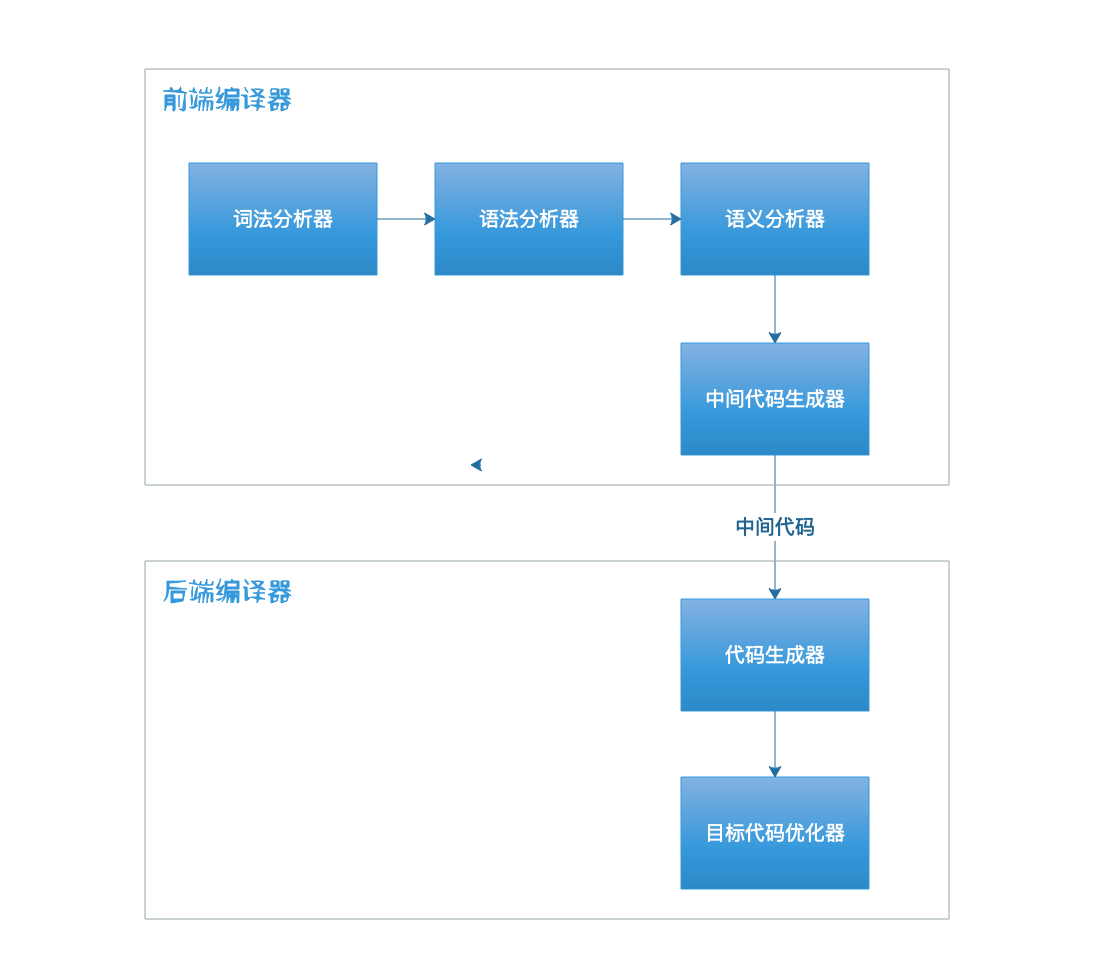 前端编译器
词法分析器
语法分析器
语义分析器
中间代码生成器
中间代码
后端编译器
代码生成器
目标代码优化器